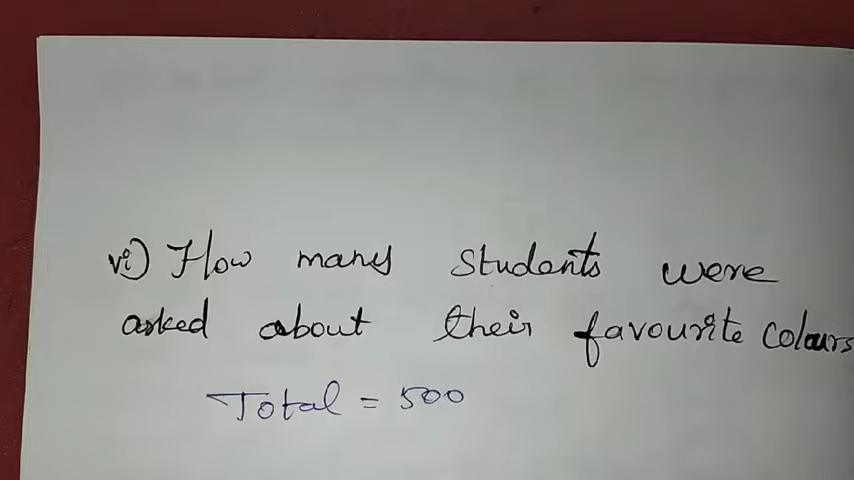 vi) How many students were
asked about their favourite colours
Total = 500